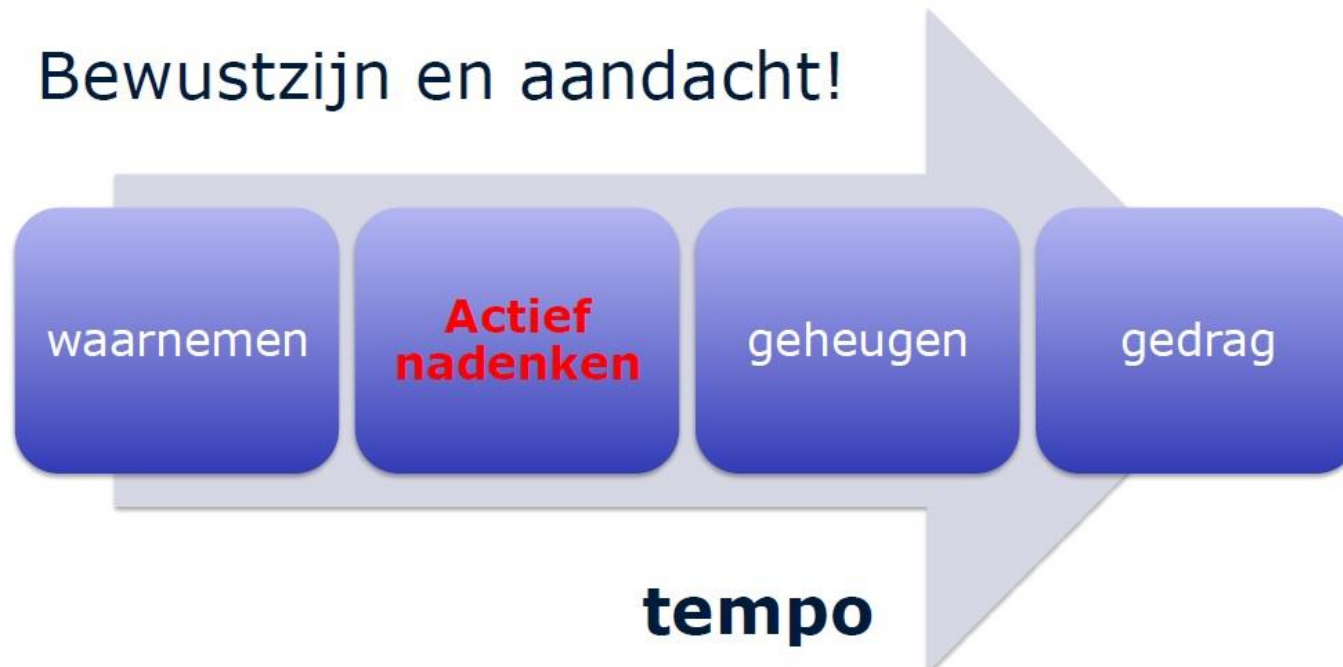 Bewustzijn en aandacht!
waarnemen
Actief
nadenken
geheugen
gedrag
tempo